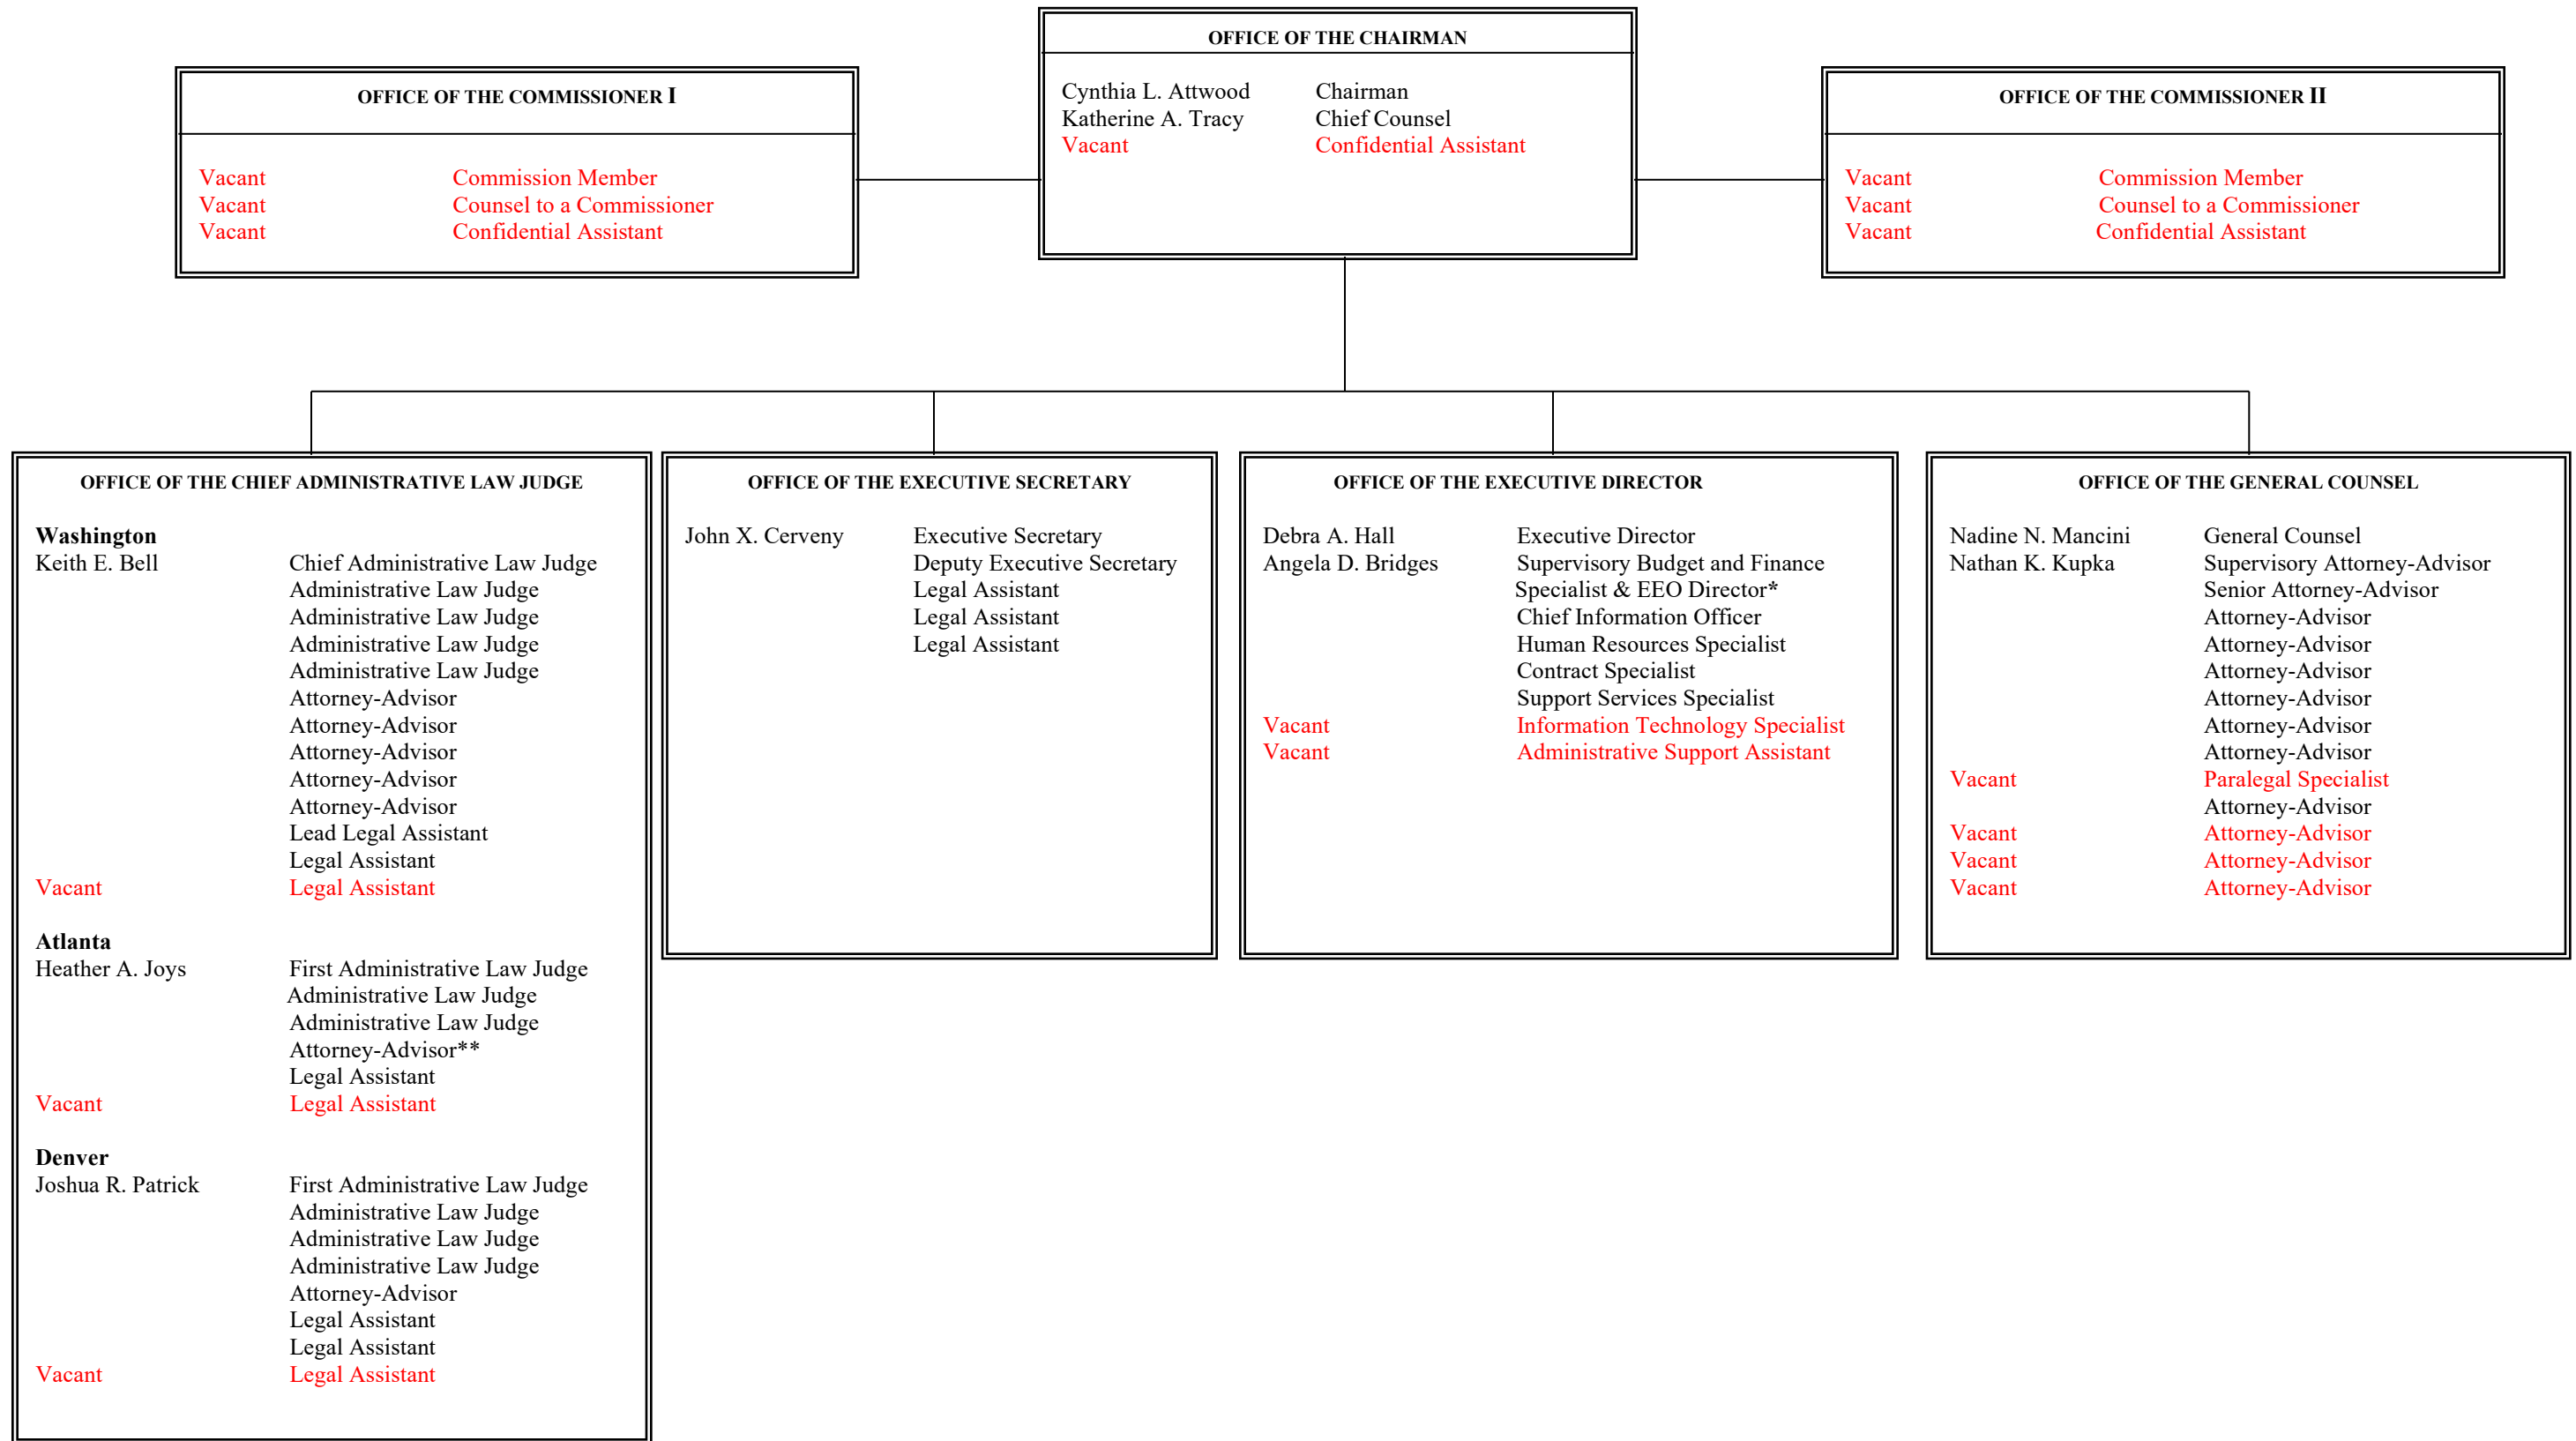 OFFICE OF THE CHAIRMAN
Cynthia L. Attwood Chairman
Katherine A. Tracy Chief Counsel
Vacant Confidential Assistant
OFFICE OF THE COMMISSIONER I
Vacant Commission Member
Vacant Counsel to a Commissioner
Vacant Confidential Assistant
OFFICE OF THE COMMISSIONER II
Vacant Commission Member
Vacant Counsel to a Commissioner
Vacant Confidential Assistant
OFFICE OF THE CHIEF ADMINISTRATIVE LAW JUDGE
Washington
Keith E. Bell Chief Administrative Law Judge
Administrative Law Judge
Administrative Law Judge
Administrative Law Judge
Administrative Law Judge
Attorney-Advisor
Attorney-Advisor
Attorney-Advisor
Attorney-Advisor
Attorney-Advisor
Lead Legal Assistant
Legal Assistant
Vacant Legal Assistant
Atlanta
Heather A. Joys First Administrative Law Judge
Administrative Law Judge
Administrative Law Judge
Attorney-Advisor**
Legal Assistant
Vacant Legal Assistant
Denver
Joshua R. Patrick First Administrative Law Judge
Administrative Law Judge
Administrative Law Judge
Administrative Law Judge
Attorney-Advisor
Legal Assistant
Legal Assistant
Vacant Legal Assistant
OFFICE OF THE EXECUTIVE SECRETARY
John X. Cerveny Executive Secretary
Deputy Executive Secretary
Legal Assistant
Legal Assistant
Legal Assistant
OFFICE OF THE EXECUTIVE DIRECTOR
Debra A. Hall Executive Director
Angela D. Bridges Supervisory Budget and Finance
Specialist & EEO Director*
Chief Information Officer
Human Resources Specialist
Contract Specialist
Support Services Specialist
Vacant Information Technology Specialist
Vacant Administrative Support Assistant
OFFICE OF THE GENERAL COUNSEL
Nadine N. Mancini General Counsel
Nathan K. Kupka Supervisory Attorney-Advisor
Senior Attorney-Advisor
Attorney-Advisor
Attorney-Advisor
Attorney-Advisor
Attorney-Advisor
Attorney-Advisor
Attorney-Advisor
Vacant Paralegal Specialist
Attorney-Advisor
Vacant Attorney-Advisor
Vacant Attorney-Advisor
Vacant Attorney-Advisor